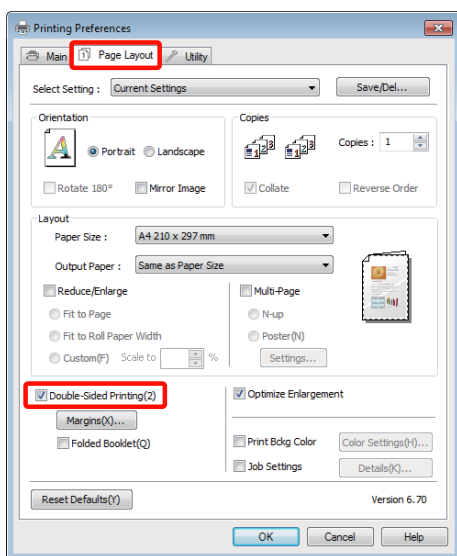 Printing Preferences
Main Page Layout Utility
Select Setting : Current Settings Save/Del...
Orientation Copies
Portrait Landscape Copies : 1
Rotate 180° Mirror Image Collate Reverse Order
Layout
Paper Size : A4 210 x 297 mm
Output Paper : Same as Paper Size
Reduce/Enlarge Multi-Page
Fit to Page N-up
Fit to Roll Paper Width Poster(N)
Custom(F) Scale to % Settings...
Double-Sided Printing(2) Optimize Enlargement
Margins(X)...
Folded Booklet(Q) Print Bckg Color Color Settings(H)...
Job Settings Details(K)...
Reset Defaults(Y) Version 6.70
OK Cancel Help